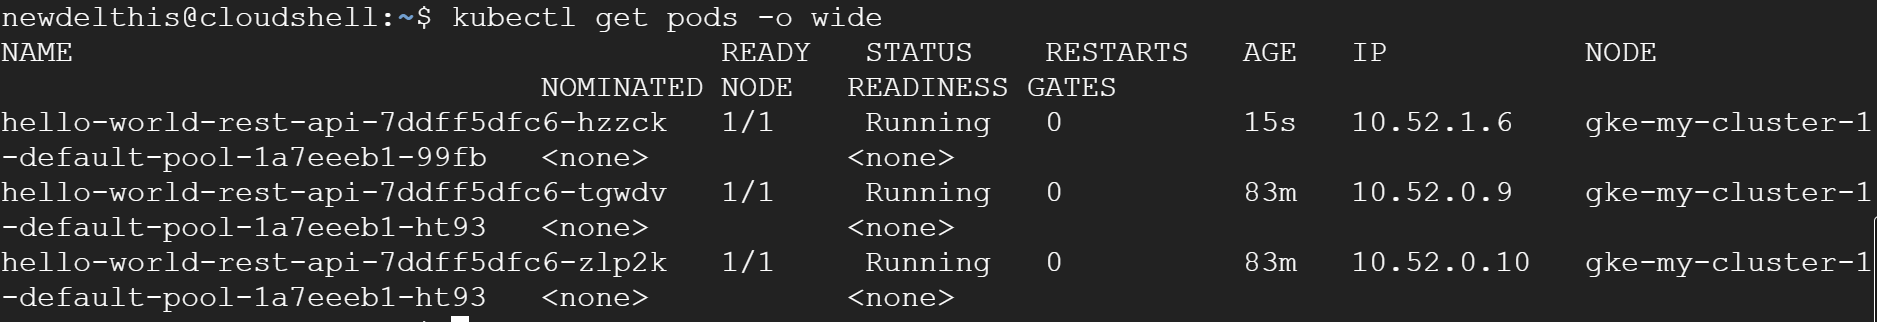 newdelthis@cloudshell:~$ kubectl get pods -o wide
NAME                                    READY   STATUS    RESTARTS   AGE   IP           NODE
                              NOMINATED NODE   READINESS GATES
hello-world-rest-api-7ddff5dfc6-hzzck   1/1     Running   0          15s   10.52.1.6    gke-my-cluster-1
-default-pool-1a7eeeb1-99fb   <none>           <none>
hello-world-rest-api-7ddff5dfc6-tgwdv   1/1     Running   0          83m   10.52.0.9    gke-my-cluster-1
-default-pool-1a7eeeb1-ht93   <none>           <none>
hello-world-rest-api-7ddff5dfc6-zlp2k   1/1     Running   0          83m   10.52.0.10   gke-my-cluster-1
-default-pool-1a7eeeb1-ht93   <none>           <none>